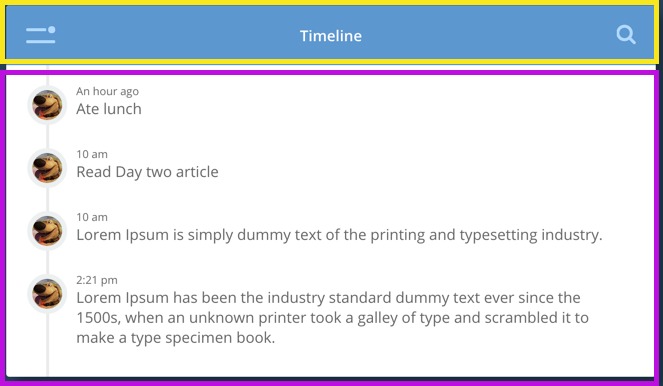 Timeline
An hour ago
Ate lunch
10 am
Read Day two article
10 am
Lorem Ipsum is simply dummy text of the printing and typesetting industry.
2:21 pm
Lorem Ipsum has been the industry standard dummy text ever since the
1500s, when an unknown printer took a galley of type and scrambled it to
make a type specimen book.